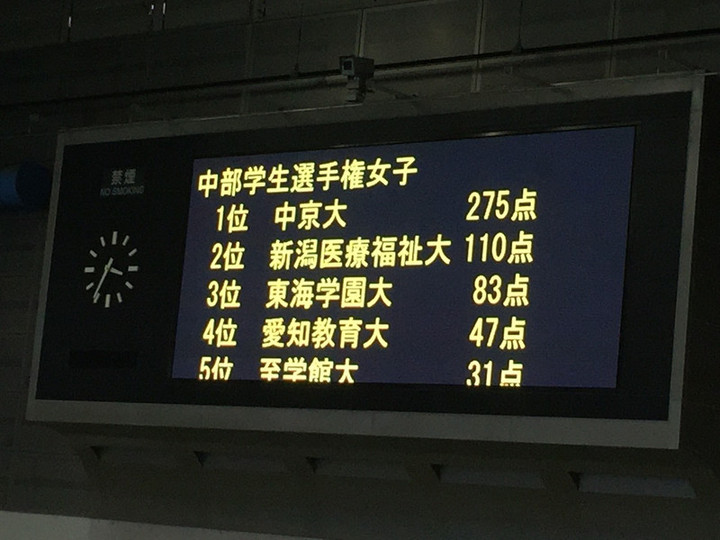 禁煙
NO SMOKING
中部学生選手権女子
1位 中京大 275点
2位 新潟医療福祉大 110点
3位 東海学園大 83点
4位 愛知教育大 47点
5位 至学館大 31点